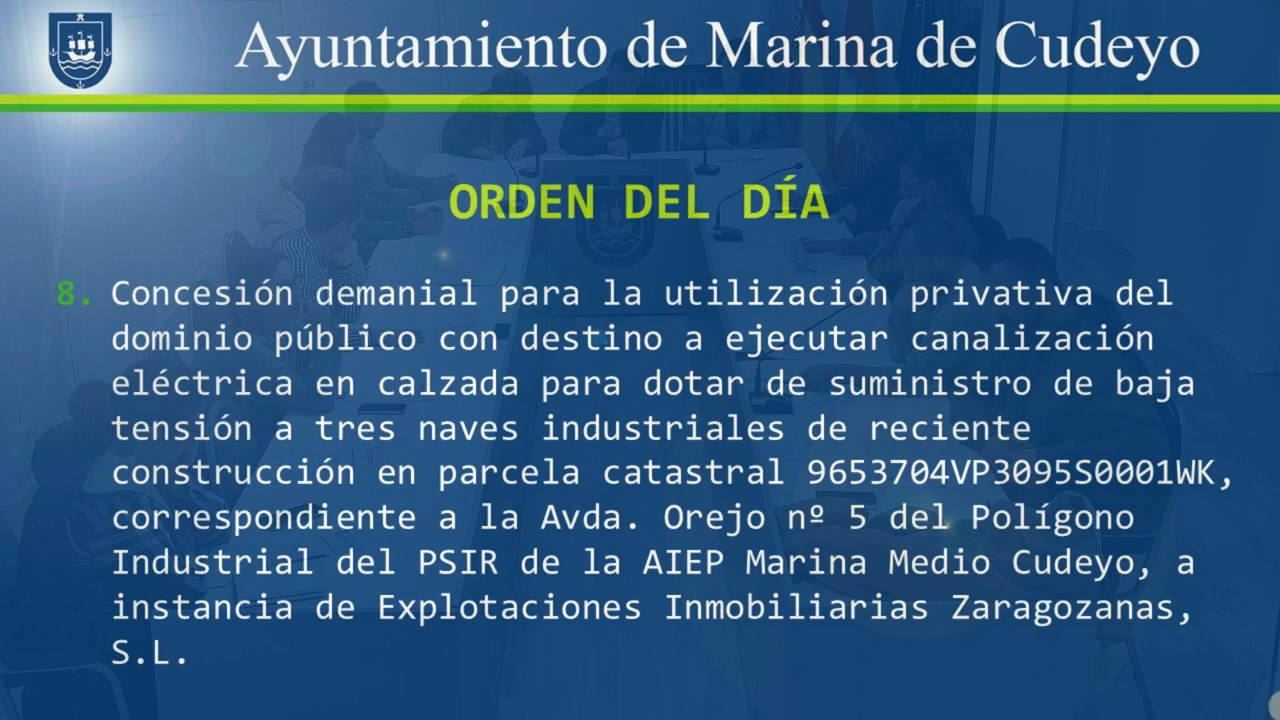 Ayuntamiento de Marina de Cudeyo
ORDEN DEL DÍA
8. Concesión demanial para la utilización privativa del
dominio público con destino a ejecutar canalización
eléctrica en calzada para dotar de suministro de baja
tensión a tres naves industriales de reciente
construcción en parcela catastral 9653704VP3095S0001WK,
correspondiente a la Avda. Orejo nº 5 del Polígono
Industrial del PSIR de la AIEP Marina Medio Cudeyo, a
instancia de Explotaciones Inmobiliarias Zaragozanas,
S.L.